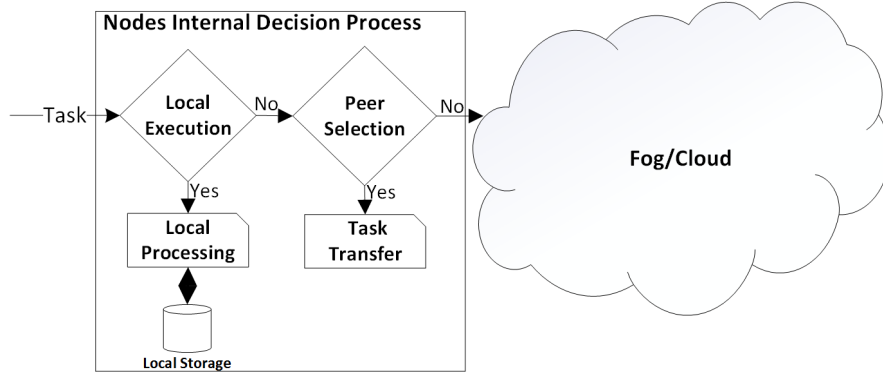 Nodes Internal Decision Process
Task
Local
Execution
No
Peer
Selection
No
Fog/Cloud
Yes
Yes
Local
Processing
Task
Transfer
Local Storage